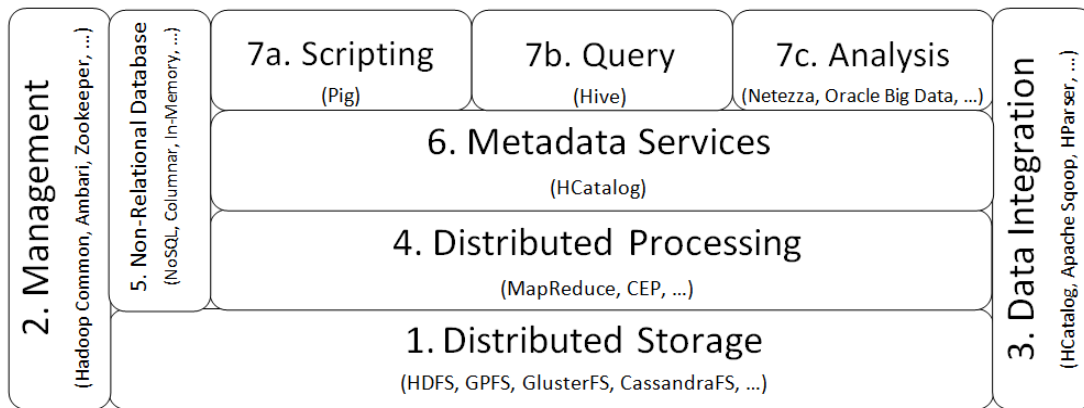 2. Management
(Hadoop Common, Ambari, Zookeeper, ...)
5. Non-Relational Database
(NoSQL, Columnar, In-Memory, ...)
7a. Scripting
(Pig)
7b. Query
(Hive)
7c. Analysis
(Netezza, Oracle Big Data, ...)
6. Metadata Services
(HCatalog)
4. Distributed Processing
(MapReduce, CEP, ...)
1. Distributed Storage
(HDFS, GPFS, GlusterFS, CassandraFS, ...)
3. Data Integration
(HCatalog, Apache Sqoop, HParser, ...)